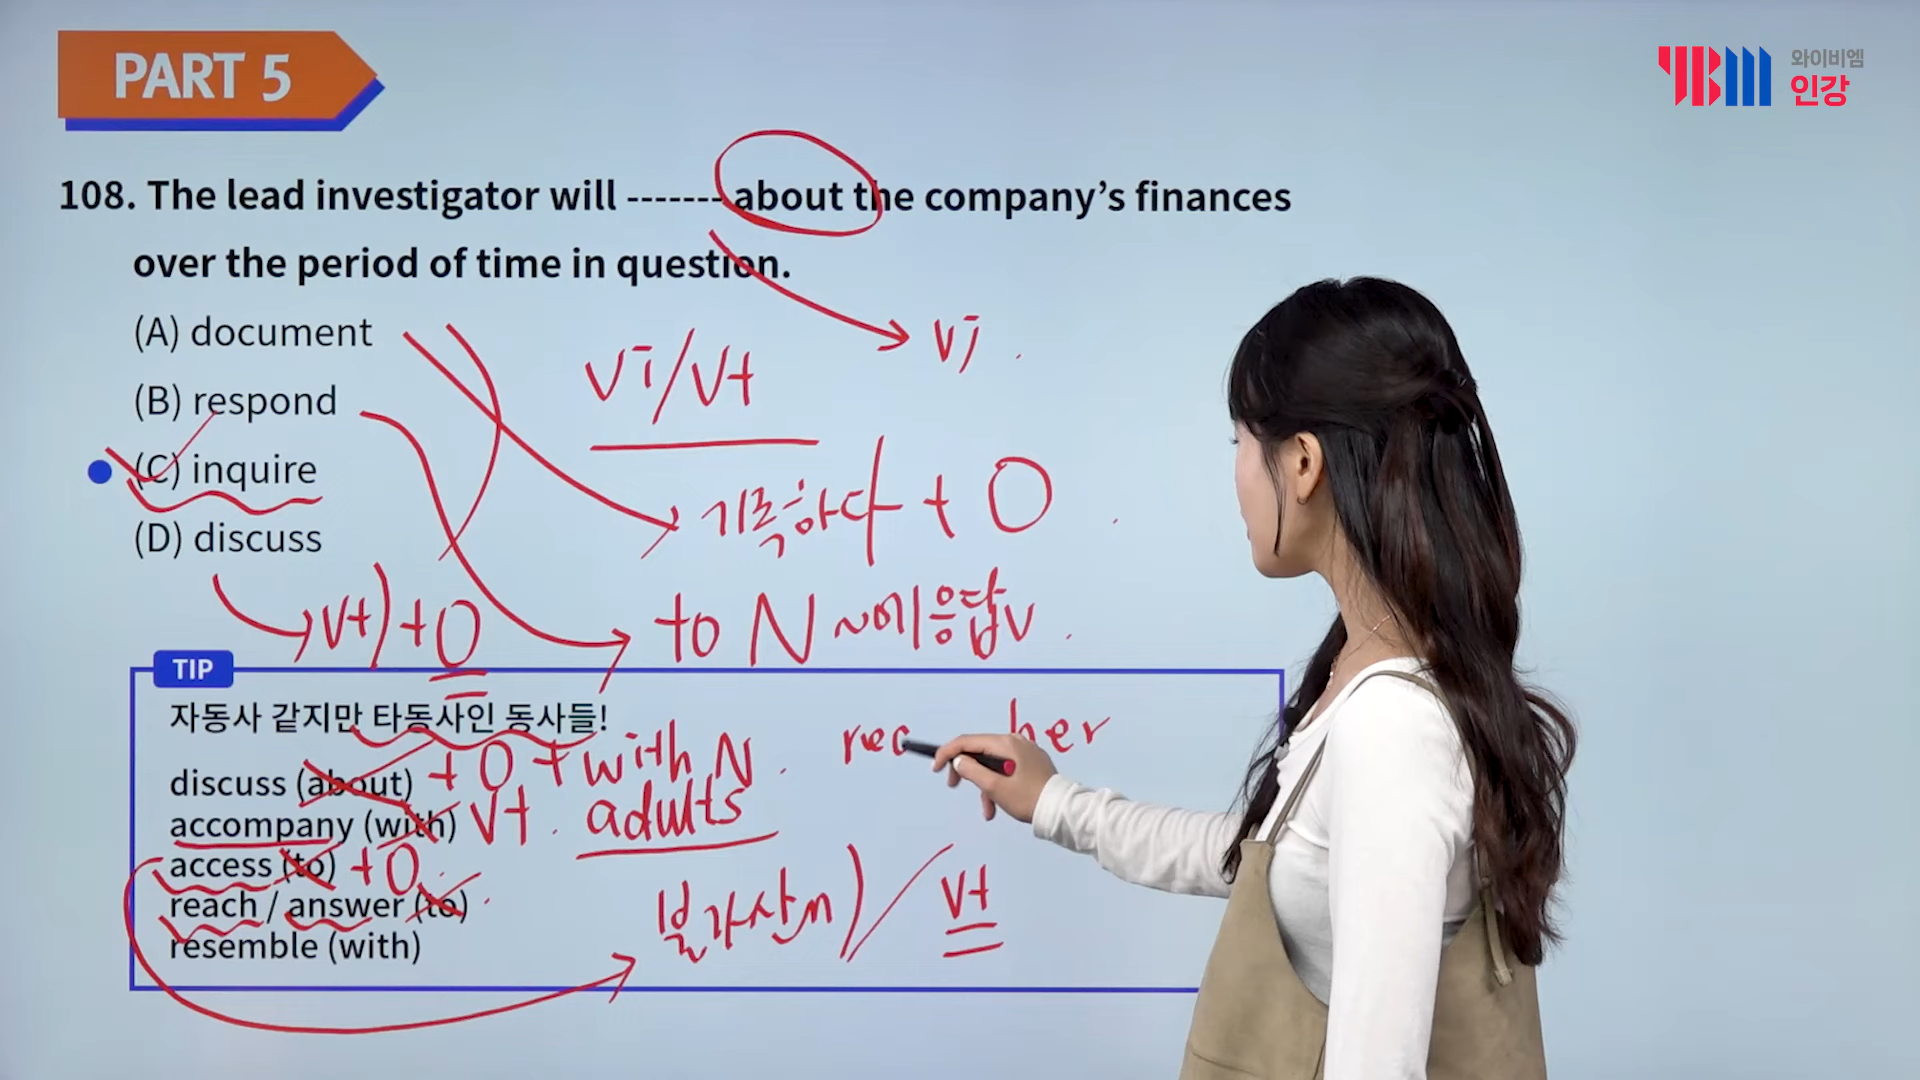 PART 5
YBM 와이비엠
인강
108. The lead investigator will ------- about the company's finances
over the period of time in question.
(A) document
(B) respond
(C) inquire
(D) discuss
vi.
vi/vt
기록하다 + O
to N ~에 응답v
vt) + O
TIP
자동사 같지만 타동사인 동사들!
discuss (about) + O + with N
accompany (with) vt. adults
access (to) + O
reach / answer (to)
resemble (with)
her
불가산n) / vt